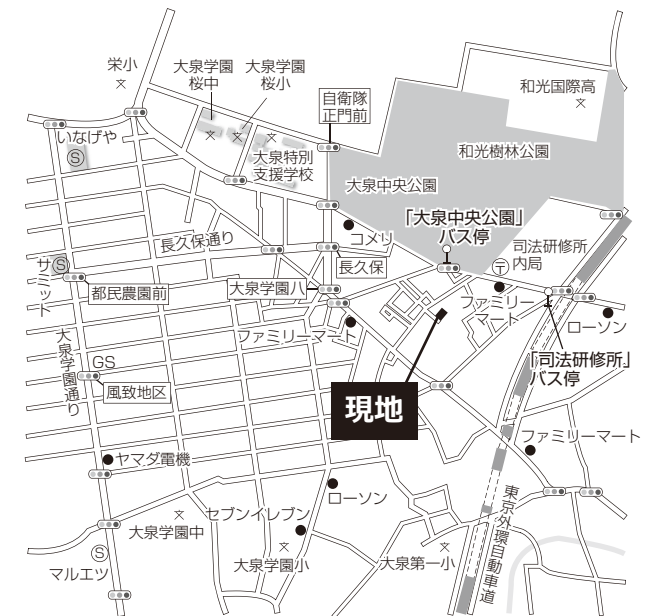 栄小
大泉学園
桜中
大泉学園
桜小
自衛隊
正門前
和光国際高
いなげや
S
大泉特別
支援学校
和光樹林公園
大泉中央公園
「大泉中央公園」
バス停
コメリ
長久保通り
司法研修所
内局
〒
長久保
サミット
S
都民農園前
大泉学園八
ファミリー
マート
ファミリーマート
ローソン
大泉学園通り
GS
風致地区
「司法研修所」
バス停
現地
ファミリーマート
ヤマダ電機
ローソン
セブンイレブン
東京外環自動車道
大泉学園中
大泉学園小
大泉第一小
S
マルエツ